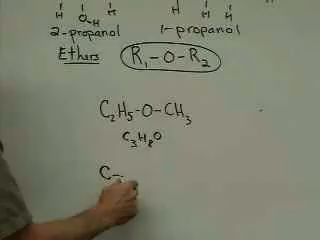 H O-H H H H
2-propanol 1-propanol
Ethers R₁-O-R₂
C₂H₅-O-CH₃
C₃H₈O
C